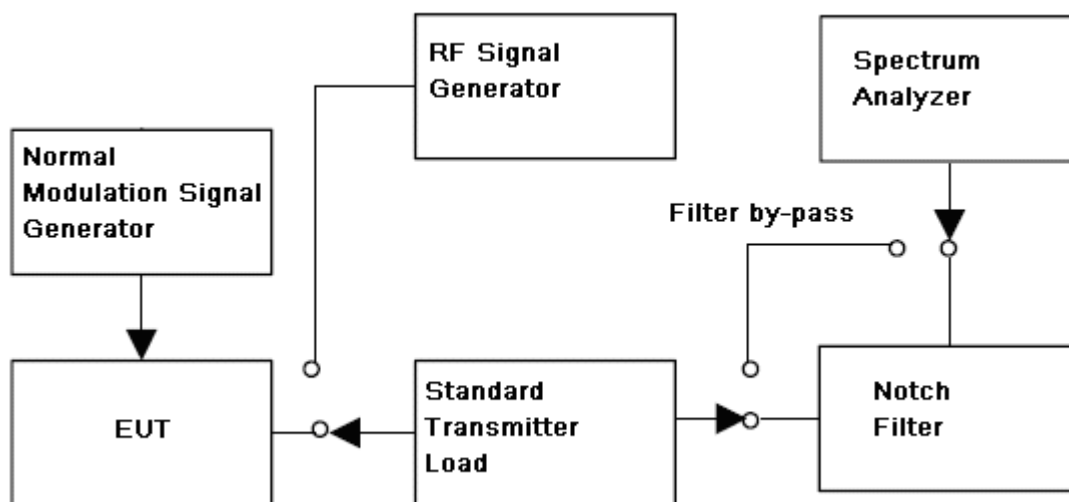 RF Signal
Generator
Spectrum
Analyzer
Normal
Modulation Signal
Generator
Filter by-pass
EUT
Standard
Transmitter
Load
Notch
Filter